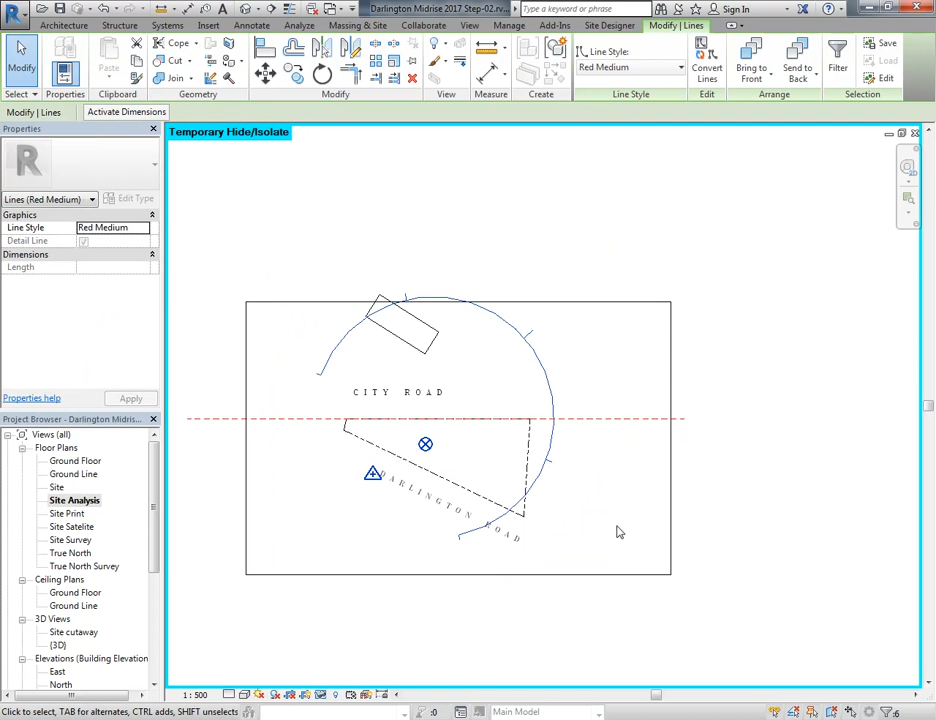 Darlington Midrise 2017 Step-02.rv...
Type a keyword or phrase
Sign In
Architecture Structure Systems Insert Annotate Analyze Massing & Site Collaborate View Manage Add-Ins Site Designer Modify | Lines
Modify
Paste
Cope
Cut
Join
Line Style:
Red Medium
Convert Lines
Bring to Front
Send to Back
Filter
Save
Load
Edit
Select Properties Clipboard Geometry Modify View Measure Create Line Style Edit Arrange Selection
Modify | Lines Activate Dimensions
Properties
Temporary Hide/Isolate
R
Lines (Red Medium) Edit Type
Graphics
Line Style Red Medium
Detail Line
Dimensions
Length
Properties help Apply
Project Browser - Darlington Midris...
Views (all)
Floor Plans
Ground Floor
Ground Line
Site
Site Analysis
Site Print
Site Satelite
Site Survey
True North
True North Survey
Ceiling Plans
Ground Floor
Ground Line
3D Views
Site cutaway
{3D}
Elevations (Building Elevation
East
North
CITY ROAD
DARLINGTON ROAD
1 : 500
Click to select, TAB for alternates, CTRL adds, SHIFT unselects
:0
Main Model
:6